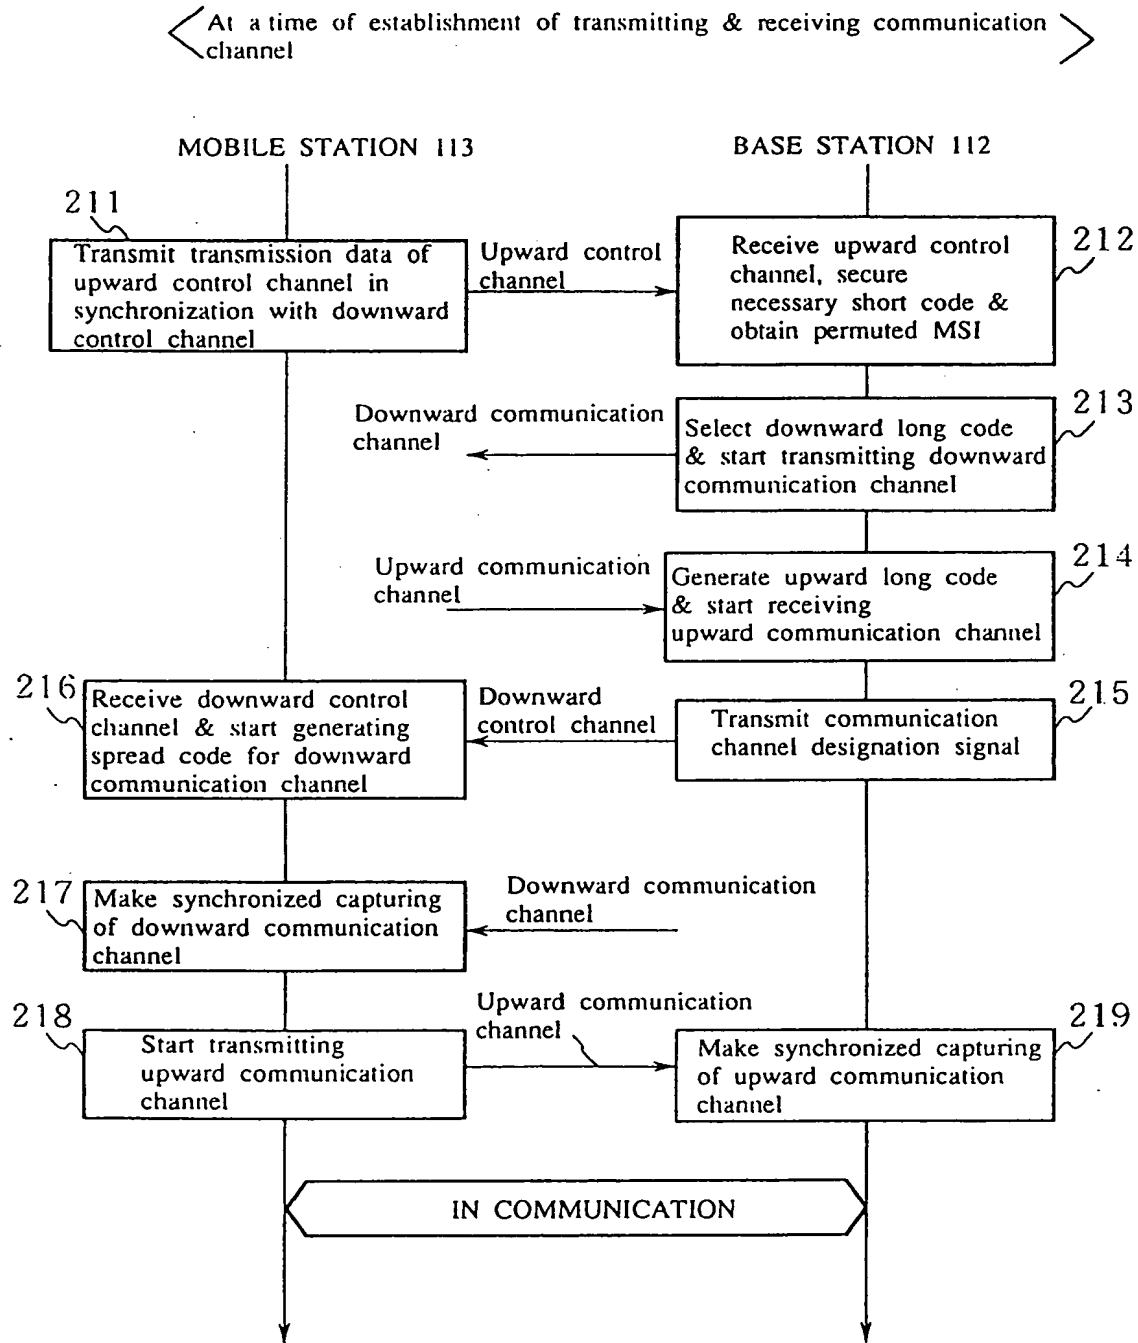 At a time of establishment of transmitting & receiving communication
channel
MOBILE STATION 113
BASE STATION 112
211
Transmit transmission data of
upward control channel in
synchronization with downward
control channel
Upward control
channel
212
Receive upward control
channel, secure
necessary short code &
obtain permuted MSI
Downward communication
channel
213
Select downward long code
& start transmitting downward
communication channel
Upward communication
channel
214
Generate upward long code
& start receiving
upward communication channel
216
Receive downward control
channel & start generating
spread code for downward
communication channel
Downward
control channel
215
Transmit communication
channel designation signal
217
Make synchronized capturing
of downward communication
channel
Downward communication
channel
218
Start transmitting
upward communication
channel
Upward communication
channel
219
Make synchronized capturing
of upward communication
channel
IN COMMUNICATION